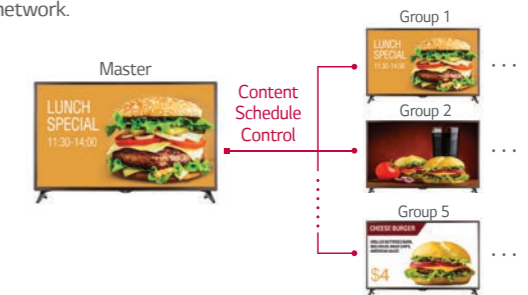 network.
Master
LUNCH
SPECIAL
11:30-14:00
Content
Schedule
Control
Group 1
LUNCH
SPECIAL
11:30-14:00
Group 2
Group 5
CHEESE BURGER
$4